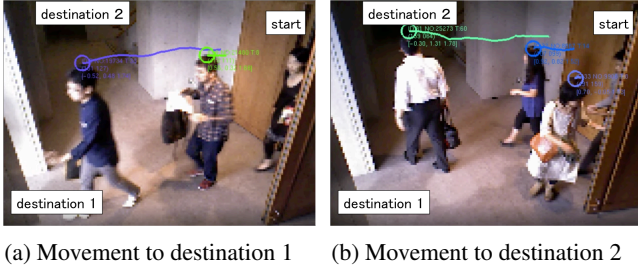 destination 2
start
destination 1
destination 2
start
destination 1
(a) Movement to destination 1
(b) Movement to destination 2